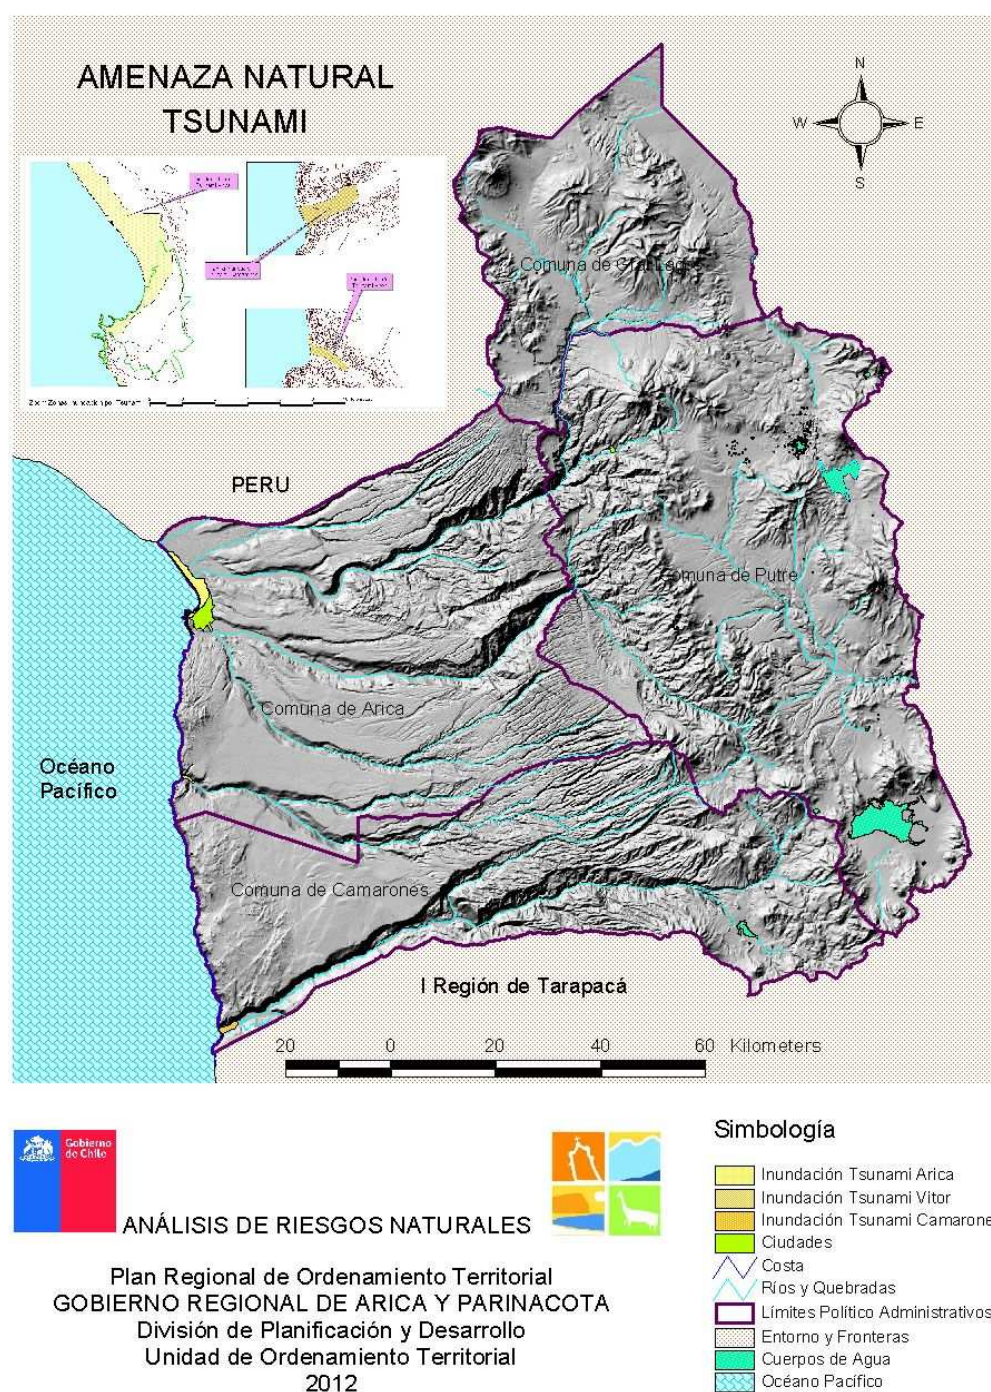 AMENAZA NATURAL
TSUNAMI
N
W
E
S
Comuna de
PERU
Comuna de Putre
Comuna de Arica
Océano
Pacífico
Comuna de Camarones
I Región de Tarapacá
20 0 20 40 60 Kilometers
Simbología
Inundación Tsunami Arica
Inundación Tsunami Vitor
Inundación Tsunami Camarone
Ciudades
Costa
Ríos y Quebradas
Límites Político Administrativos
Entorno y Fronteras
Cuerpos de Agua
Océano Pacífico
Gobierno
de Chile
ANÁLISIS DE RIESGOS NATURALES
Plan Regional de Ordenamiento Territorial
GOBIERNO REGIONAL DE ARICA Y PARINACOTA
División de Planificación y Desarrollo
Unidad de Ordenamiento Territorial
2012